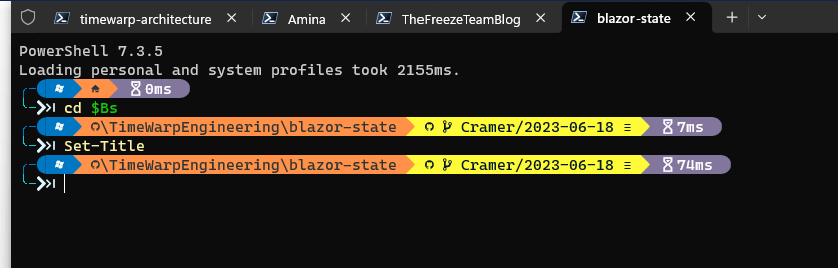 timewarp-architecture
Amina
TheFreezeTeamBlog
blazor-state
PowerShell 7.3.5
Loading personal and system profiles took 2155ms.
0ms
cd $Bs
\TimeWarpEngineering\blazor-state Cramer/2023-06-18 ≡ 7ms
Set-Title
\TimeWarpEngineering\blazor-state Cramer/2023-06-18 ≡ 74ms